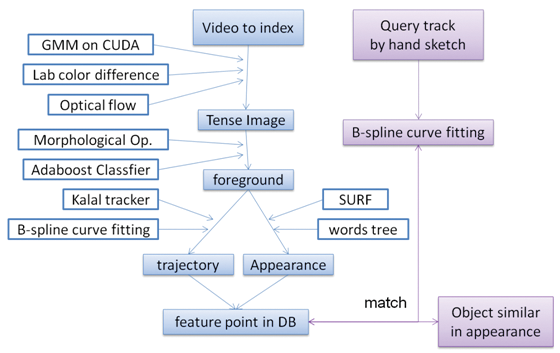 Video to index
Query track
by hand sketch
GMM on CUDA
Lab color difference
Optical flow
Tense Image
B-spline curve fitting
Morphological Op.
Adaboost Classfier
foreground
Kalal tracker
SURF
B-spline curve fitting
words tree
trajectory
Appearance
match
feature point in DB
Object similar
in appearance